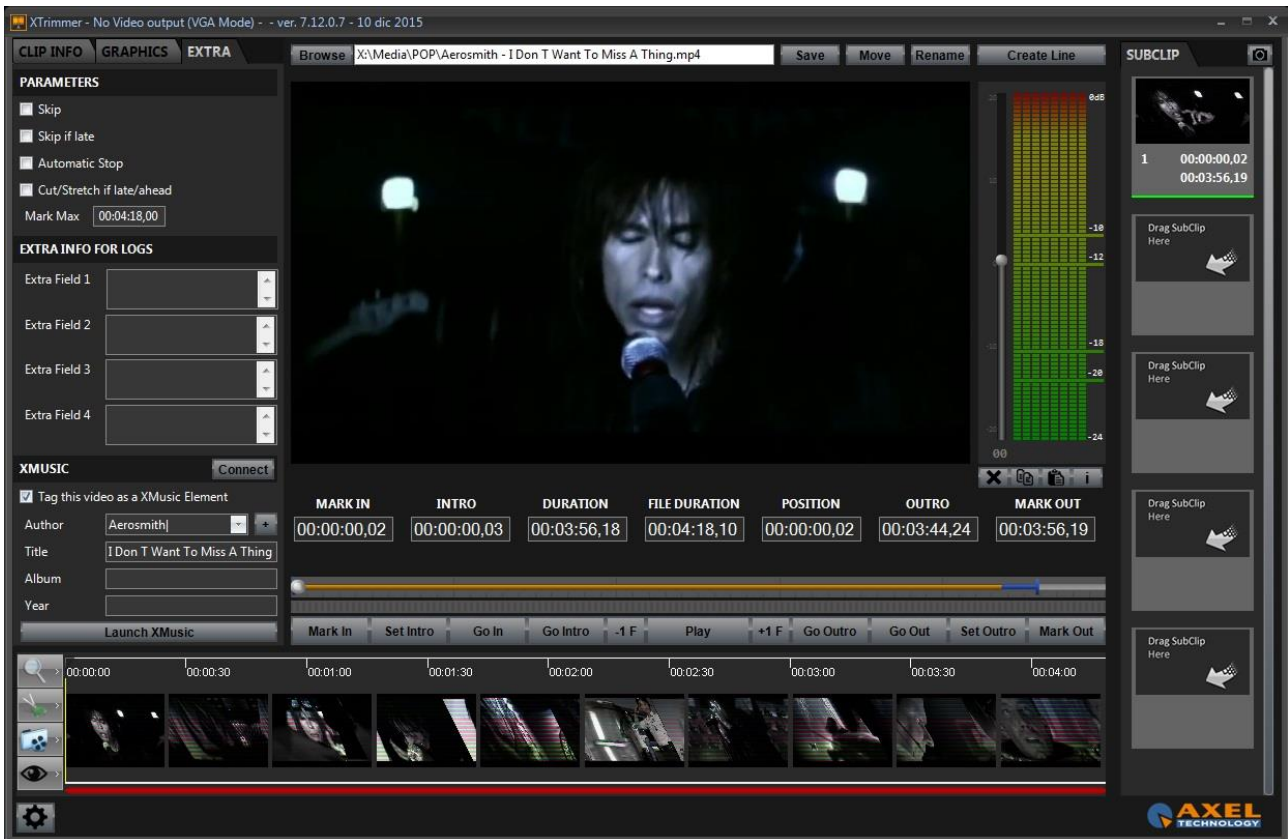 XTrimmer - No Video output (VGA Mode) - - ver. 7.12.0.7 - 10 dic 2015
CLIP INFO GRAPHICS EXTRA
Browse X:\Media\POP\Aerosmith - I Don T Want To Miss A Thing.mp4 Save Move Rename Create Line
SUBCLIP
PARAMETERS
Skip
Skip if late
Automatic Stop
Cut/Stretch if late/ahead
Mark Max 00:04:18,00
EXTRA INFO FOR LOGS
Extra Field 1
Extra Field 2
Extra Field 3
Extra Field 4
XMUSIC Connect
Tag this video as a XMusic Element
Author Aerosmith
Title I Don T Want To Miss A Thing
Album
Year
Launch XMusic
0dB
-10
-12
-18
-20
-24
00
i
MARK IN INTRO DURATION FILE DURATION POSITION OUTRO MARK OUT
00:00:00,02 00:00:00,03 00:03:56,18 00:04:18,10 00:00:00,02 00:03:44,24 00:03:56,19
Mark In Set Intro Go In Go Intro -1 F Play +1 F Go Outro Go Out Set Outro Mark Out
00:00:00 00:00:30 00:01:00 00:01:30 00:02:00 00:02:30 00:03:00 00:03:30 00:04:00
1 00:00:00,02
00:03:56,19
Drag SubClip
Here
Drag SubClip
Here
Drag SubClip
Here
Drag SubClip
Here
AXEL
TECHNOLOGY